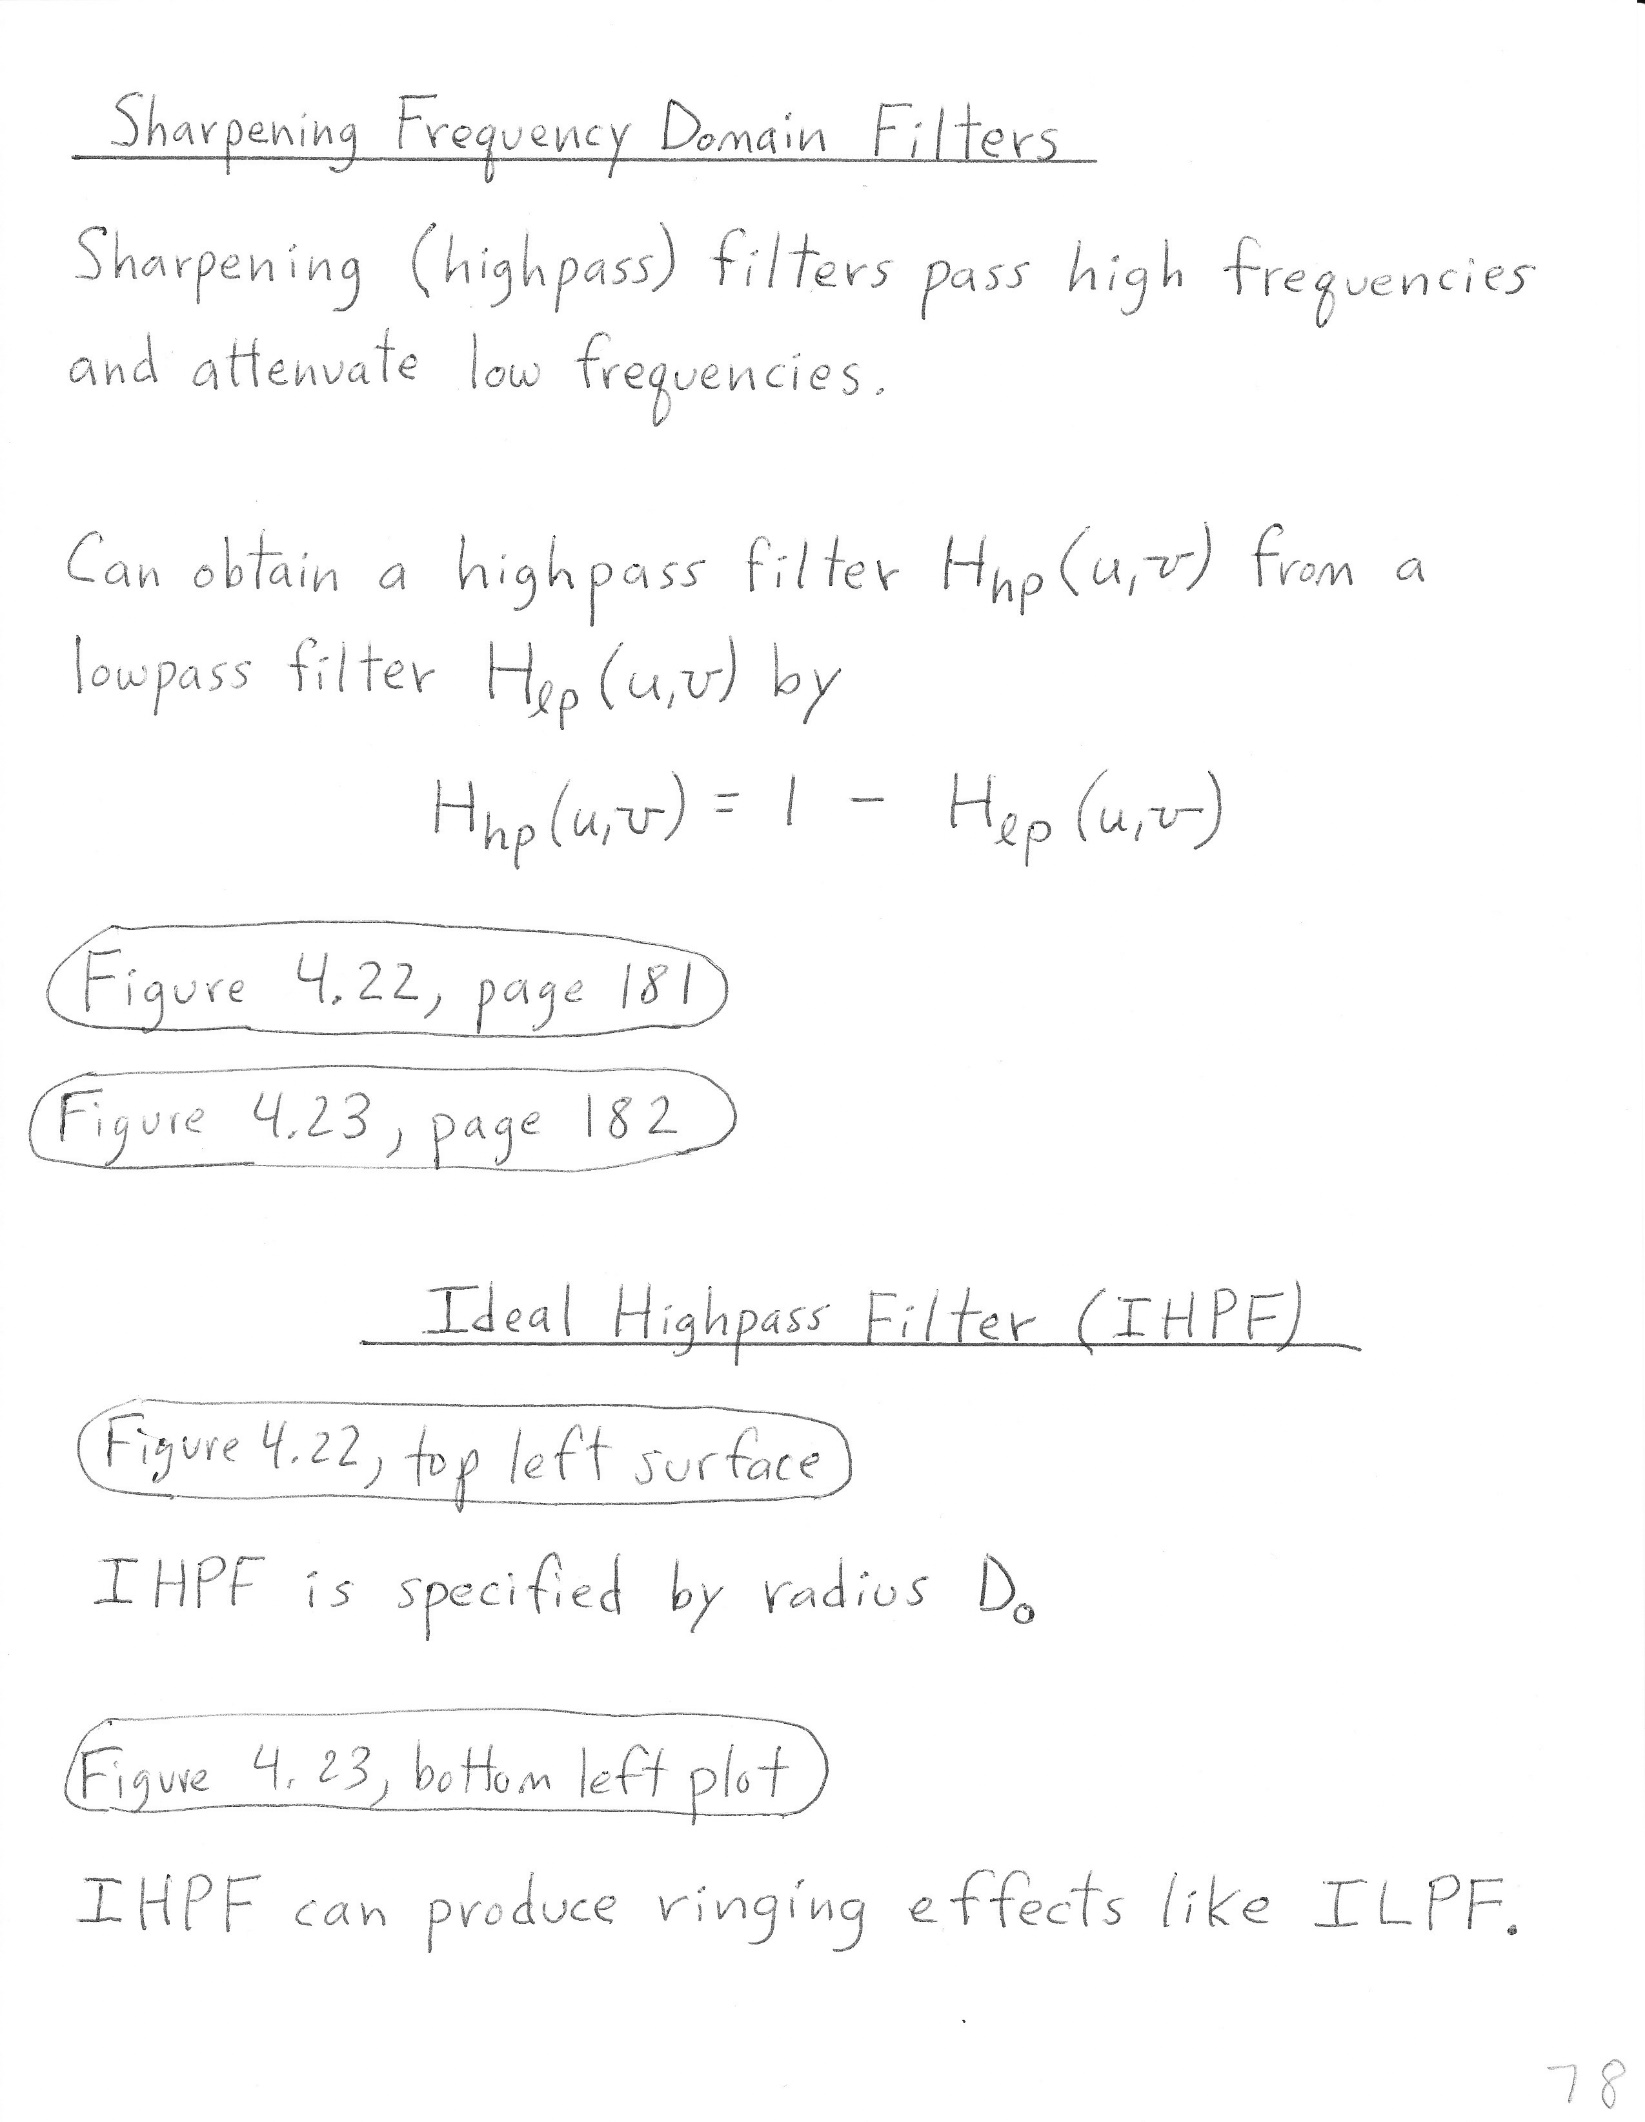 Sharpening Frequency Domain Filters
Sharpening (highpass) filters pass high frequencies
and attenuate low frequencies.
Can obtain a highpass filter Hhp(u,v) from a
lowpass filter Hℓp(u,v) by
Hhp(u,v) = 1 - Hℓp(u,v)
Figure 4.22, page 181
Figure 4.23, page 182
Ideal Highpass Filter (IHPF)
Figure 4.22, top left surface
IHPF is specified by radius D₀
Figure 4.23, bottom left plot
IHPF can produce ringing effects like ILPF.
78